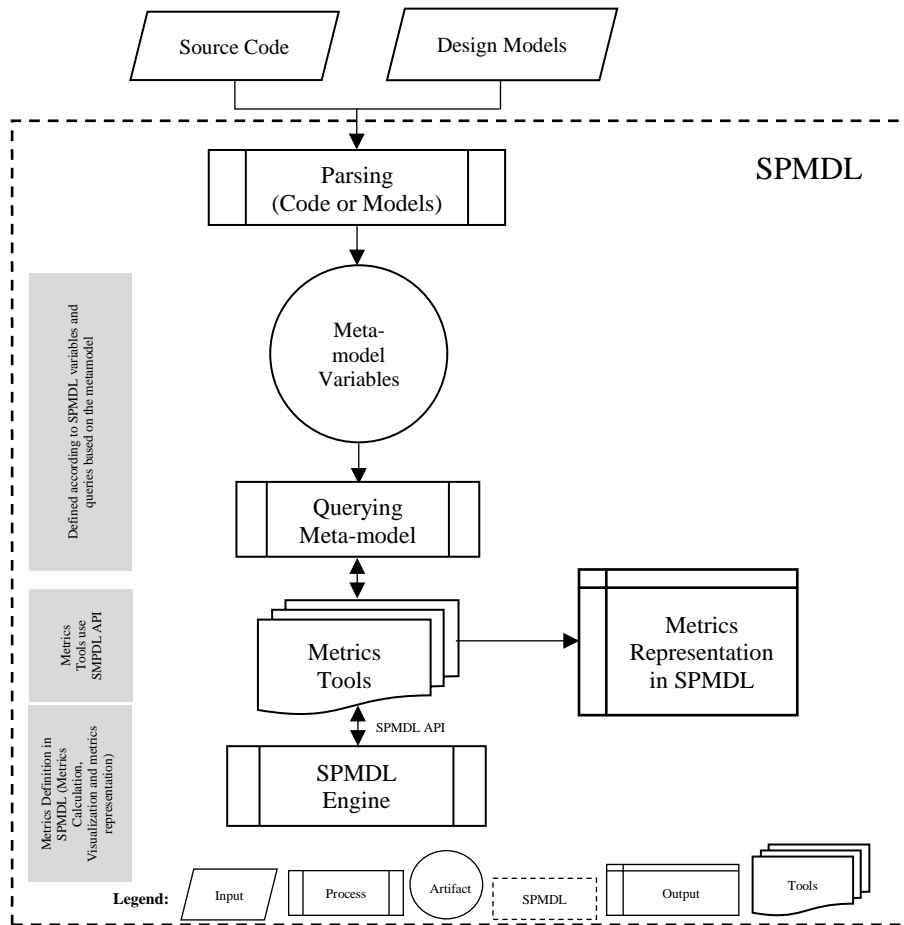 Source Code
Design Models
SPMDL
Parsing
(Code or Models)
Meta-
model
Variables
Defined according to SPMDL variables and
queries based on the metamodel
Querying
Meta-model
Metrics
Tools use
SMPDL API
Metrics
Tools
Metrics
Representation
in SPMDL
SPMDL API
Metrics Definition in
SPMDL (Metrics
Calculation,
Visualization and metrics
representation)
SPMDL
Engine
Legend:
Input
Process
Artifact
SPMDL
Output
Tools